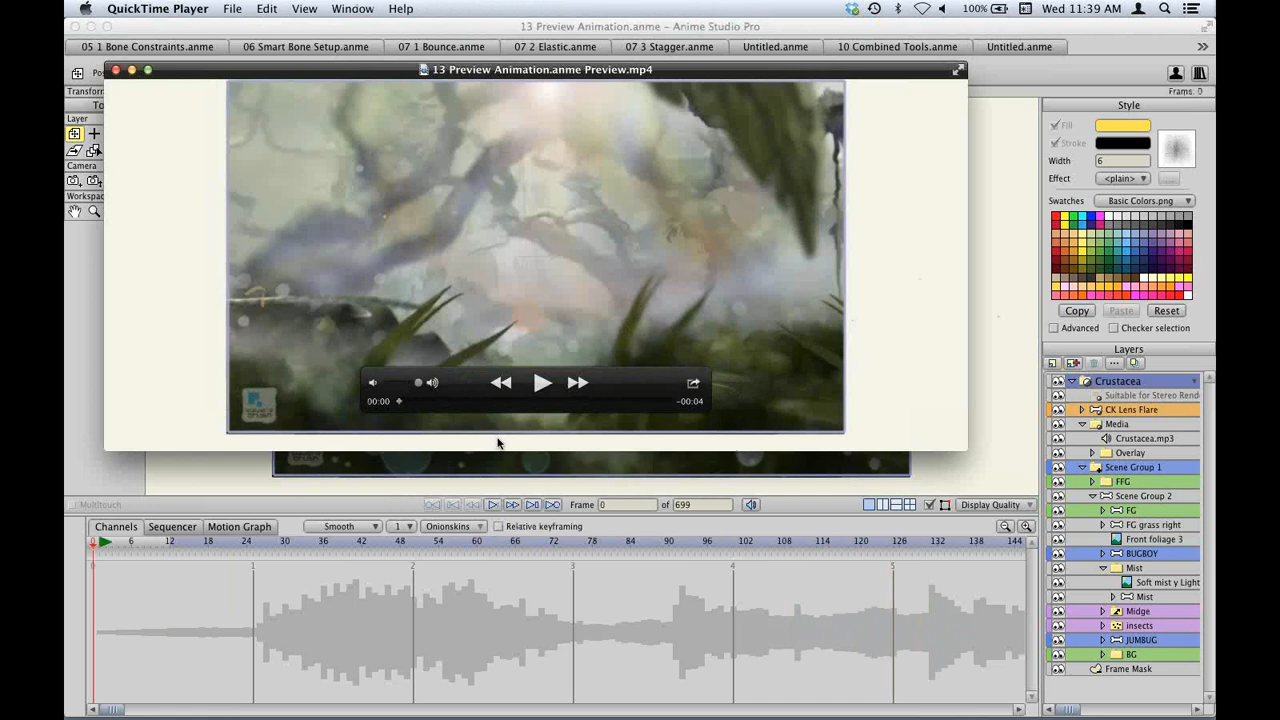 QuickTime Player File Edit View Window Help 100% Wed 11:39 AM
13 Preview Animation.anme - Anime Studio Pro
05 1 Bone Constraints.anme 06 Smart Bone Setup.anme 07 1 Bounce.anme 07 2 Elastic.anme 07 3 Stagger.anme Untitled.anme 10 Combined Tools.anme Untitled.anme
13 Preview Animation.anme Preview.mp4
Frames: 0
Transform
To
Layer
Camera
Workspac
Style
Fill
Stroke
Width 6
Effect <plain>
Swatches Basic Colors.png
Copy Paste Reset
Advanced Checker selection
Layers
Crustacea
Suitable for Stereo Rend
CK Lens Flare
Media
Crustacea.mp3
Overlay
Scene Group 1
FFG
Scene Group 2
FG
FG grass right
Front foliage 3
BUGBOY
Mist
Soft mist y Light
Mist
Midge
insects
JUMBUG
BG
Frame Mask
00:00 -00:04
Multitouch Frame 0 of 699 Display Quality
Channels Sequencer Motion Graph Smooth 1 Onionskins Relative keyframing
0 6 12 18 24 30 36 42 48 54 60 66 72 78 84 90 96 102 108 114 120 126 132 138 144
0 1 2 3 4 5